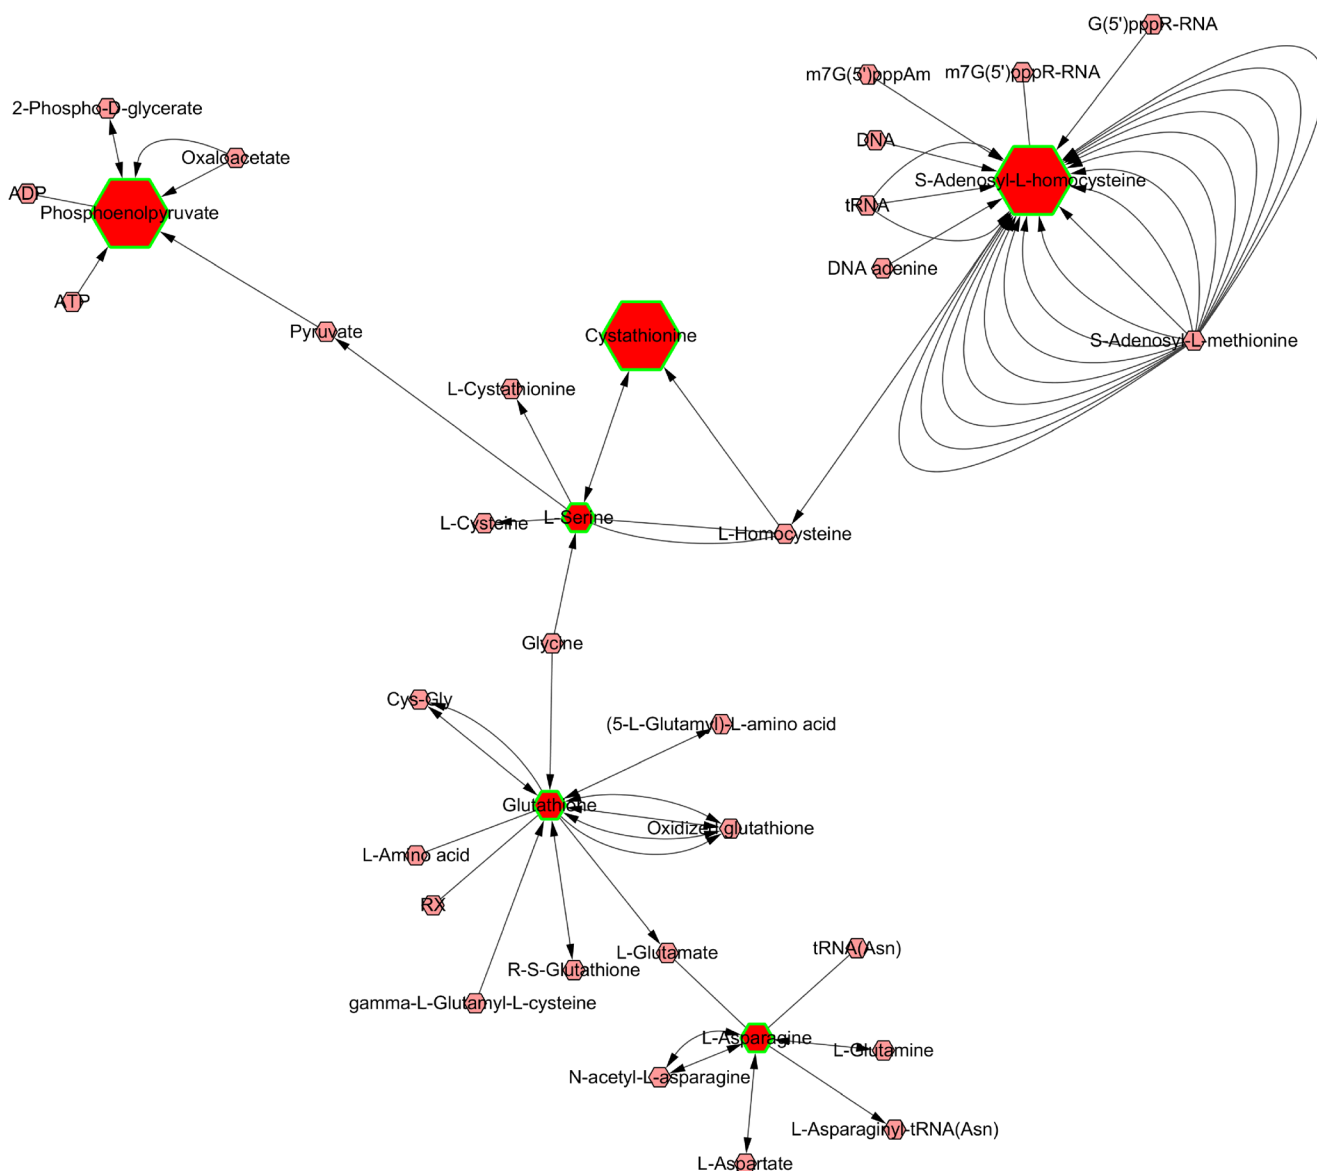 G(5')pppR-RNA
m7G(5')pppAm
m7G(5')pppR-RNA
2-Phospho-D-glycerate
DNA
Oxaloacetate
S-Adenosyl-L-homocysteine
ADP
tRNA
Phosphoenolpyruvate
DNA adenine
ATP
Pyruvate
Cystathionine
S-Adenosyl-L-methionine
L-Cystathionine
L-Serine
L-Cysteine
L-Homocysteine
Glycine
Cys-Gly
(5-L-Glutamyl)-L-amino acid
Glutathione
Oxidized glutathione
L-Amino acid
RX
tRNA(Asn)
L-Glutamate
R-S-Glutathione
gamma-L-Glutamyl-L-cysteine
L-Asparagine
L-Glutamine
N-acetyl-L-asparagine
L-Asparaginyl-tRNA(Asn)
L-Aspartate